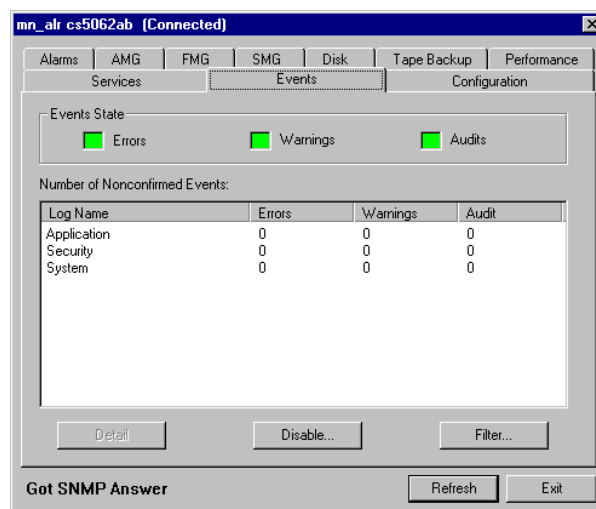 mn_alr cs5062ab (Connected)
Alarms AMG FMG SMG Disk Tape Backup Performance
Services Events Configuration
Events State
Errors Warnings Audits
Number of Nonconfirmed Events:
Log Name Errors Warnings Audit
Application 0 0 0
Security 0 0 0
System 0 0 0
Detail Disable... Filter...
Got SNMP Answer Refresh Exit